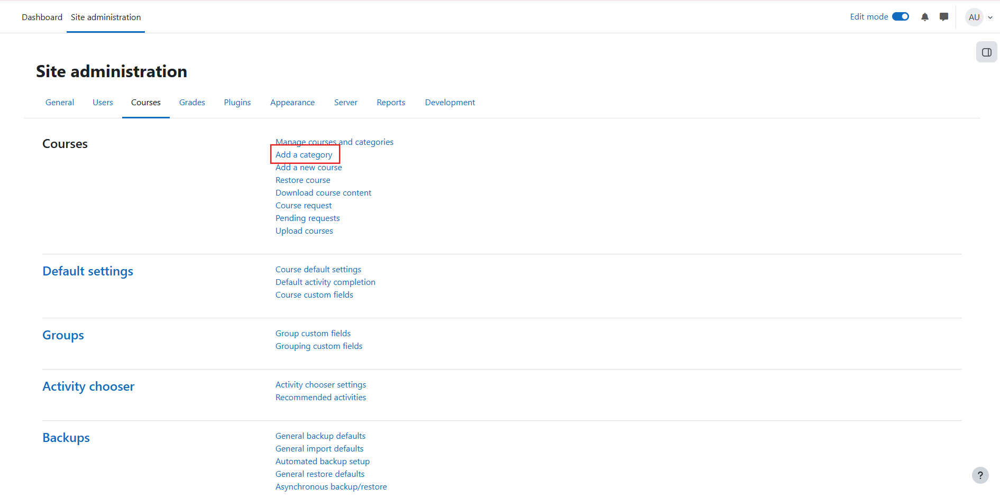 Dashboard Site administration Edit mode AU
Site administration
General Users Courses Grades Plugins Appearance Server Reports Development
Courses
Manage courses and categories
Add a category
Add a new course
Restore course
Download course content
Course request
Pending requests
Upload courses
Default settings
Course default settings
Default activity completion
Course custom fields
Groups
Group custom fields
Grouping custom fields
Activity chooser
Activity chooser settings
Recommended activities
Backups
General backup defaults
General import defaults
Automated backup setup
General restore defaults
Asynchronous backup/restore
?